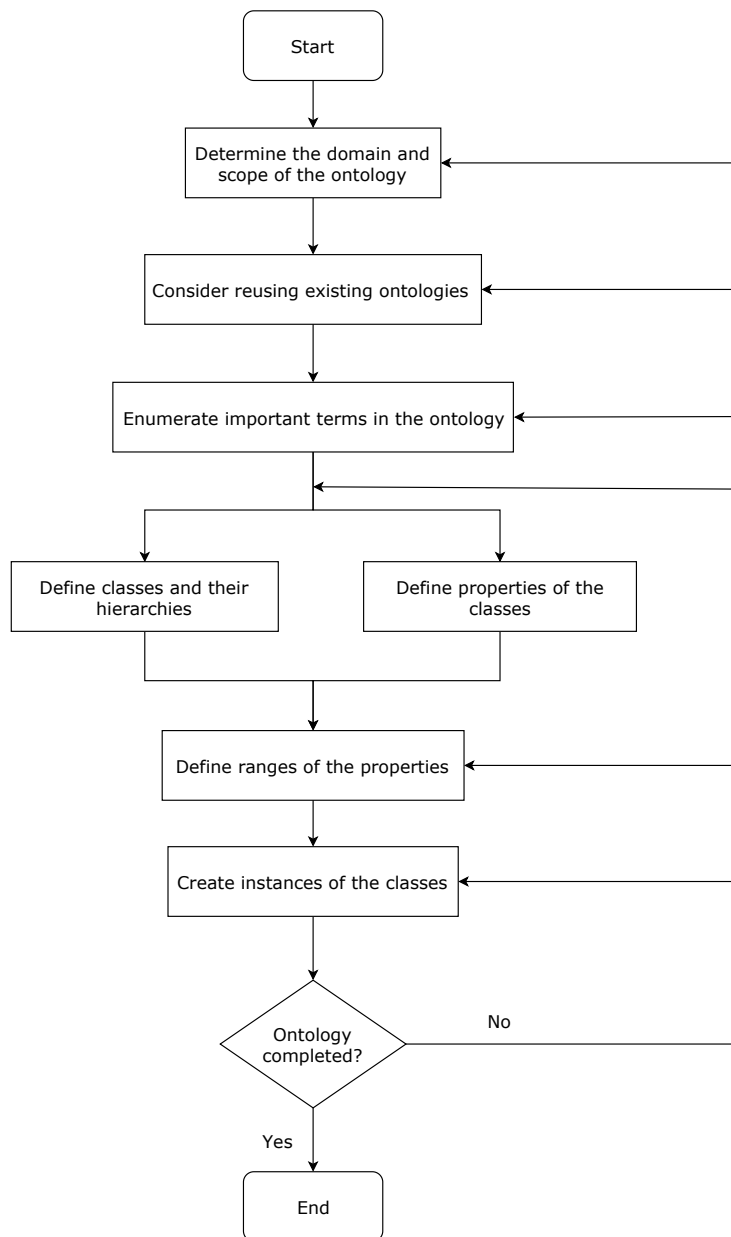 Start
Determine the domain and
scope of the ontology
Consider reusing existing ontologies
Enumerate important terms in the ontology
Define classes and their
hierarchies
Define properties of the
classes
Define ranges of the properties
Create instances of the classes
Ontology
completed?
No
Yes
End